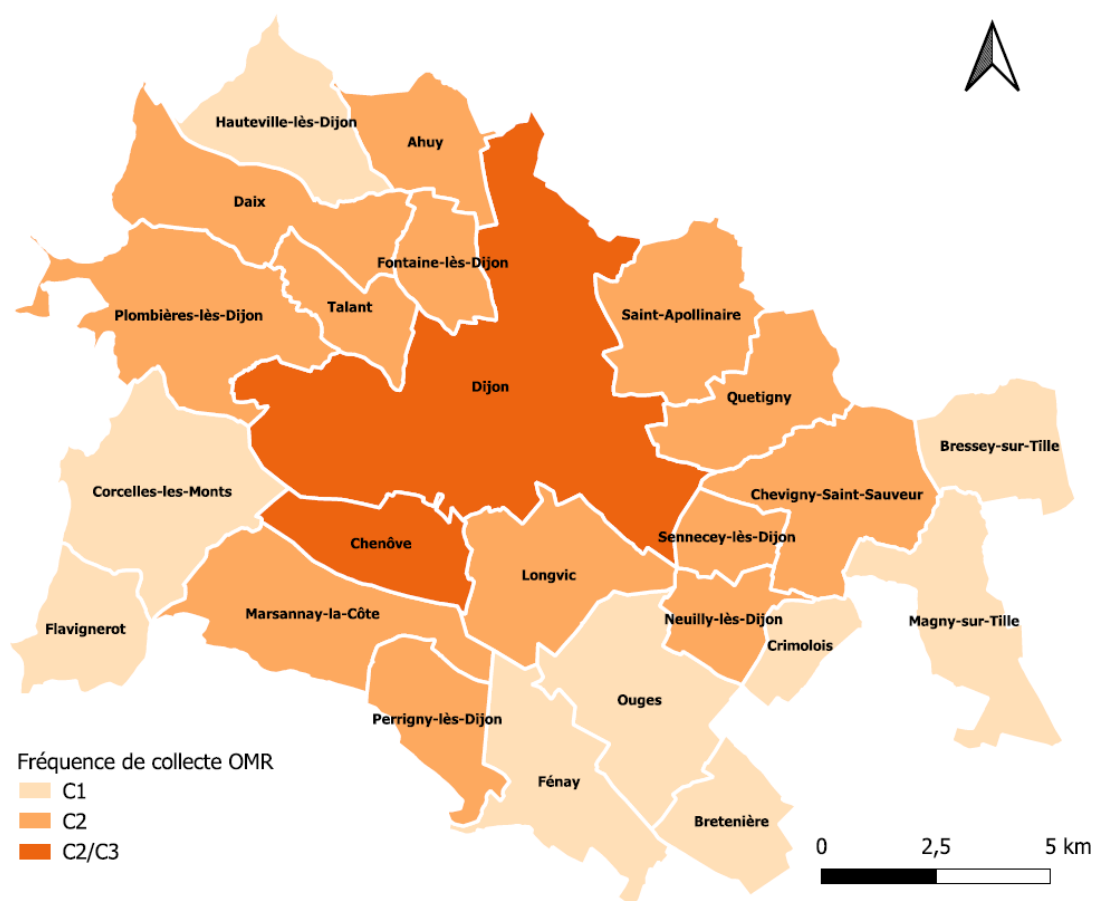 Hauteville-lès-Dijon
Ahuy
Daix
Fontaine-lès-Dijon
Talant
Plombières-lès-Dijon
Saint-Apollinaire
Dijon
Quetigny
Bressey-sur-Tille
Corcelles-les-Monts
Chevigny-Saint-Sauveur
Chenôve
Sennecey-lès-Dijon
Longvic
Marsannay-la-Côte
Neuilly-lès-Dijon
Magny-sur-Tille
Flavignerot
Crimolois
Ouges
Perrigny-lès-Dijon
Fénay
Bretenière
Fréquence de collecte OMR
C1
C2
C2/C3
0 2,5 5 km